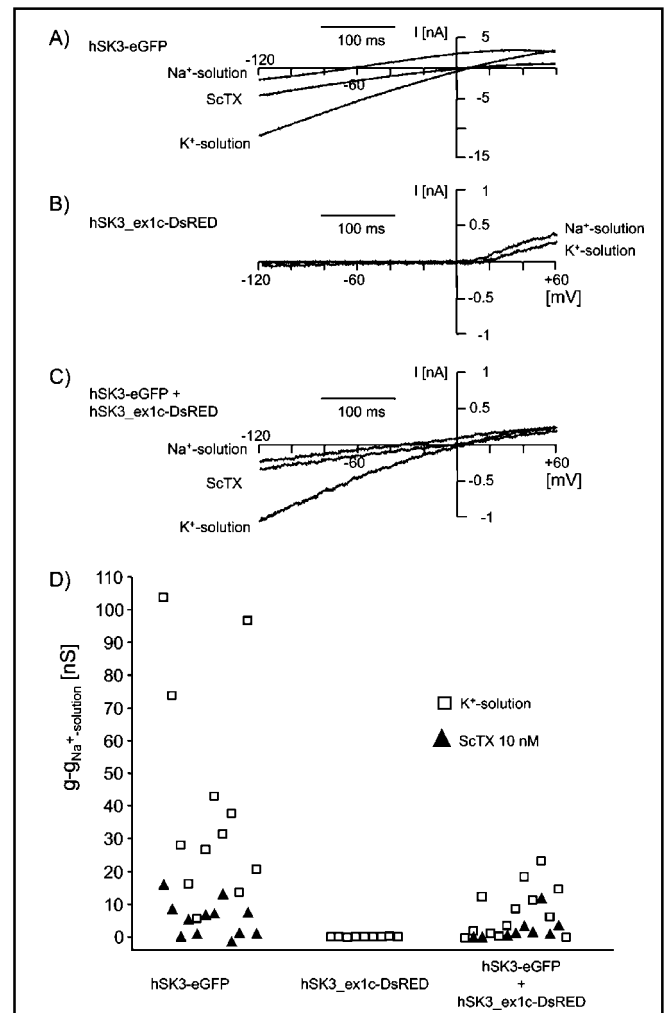 A)
hSK3-eGFP
100 ms
I [nA]
5
-5
-15
-120
-60
Na⁺-solution
ScTX
K⁺-solution
B)
hSK3_ex1c-DsRED
100 ms
I [nA]
1
0.5
-0.5
-1
Na⁺-solution
K⁺-solution
-120
-60
+60
[mV]
C)
hSK3-eGFP +
hSK3_ex1c-DsRED
100 ms
I [nA]
1
0.5
-0.5
-1
-120
-60
+60
[mV]
Na⁺-solution
ScTX
K⁺-solution
D)
g-gNa⁺-solution [nS]
110
100
90
80
70
60
50
40
30
20
10
0
K⁺-solution
ScTX 10 nM
hSK3-eGFP
hSK3_ex1c-DsRED
hSK3-eGFP
+
hSK3_ex1c-DsRED